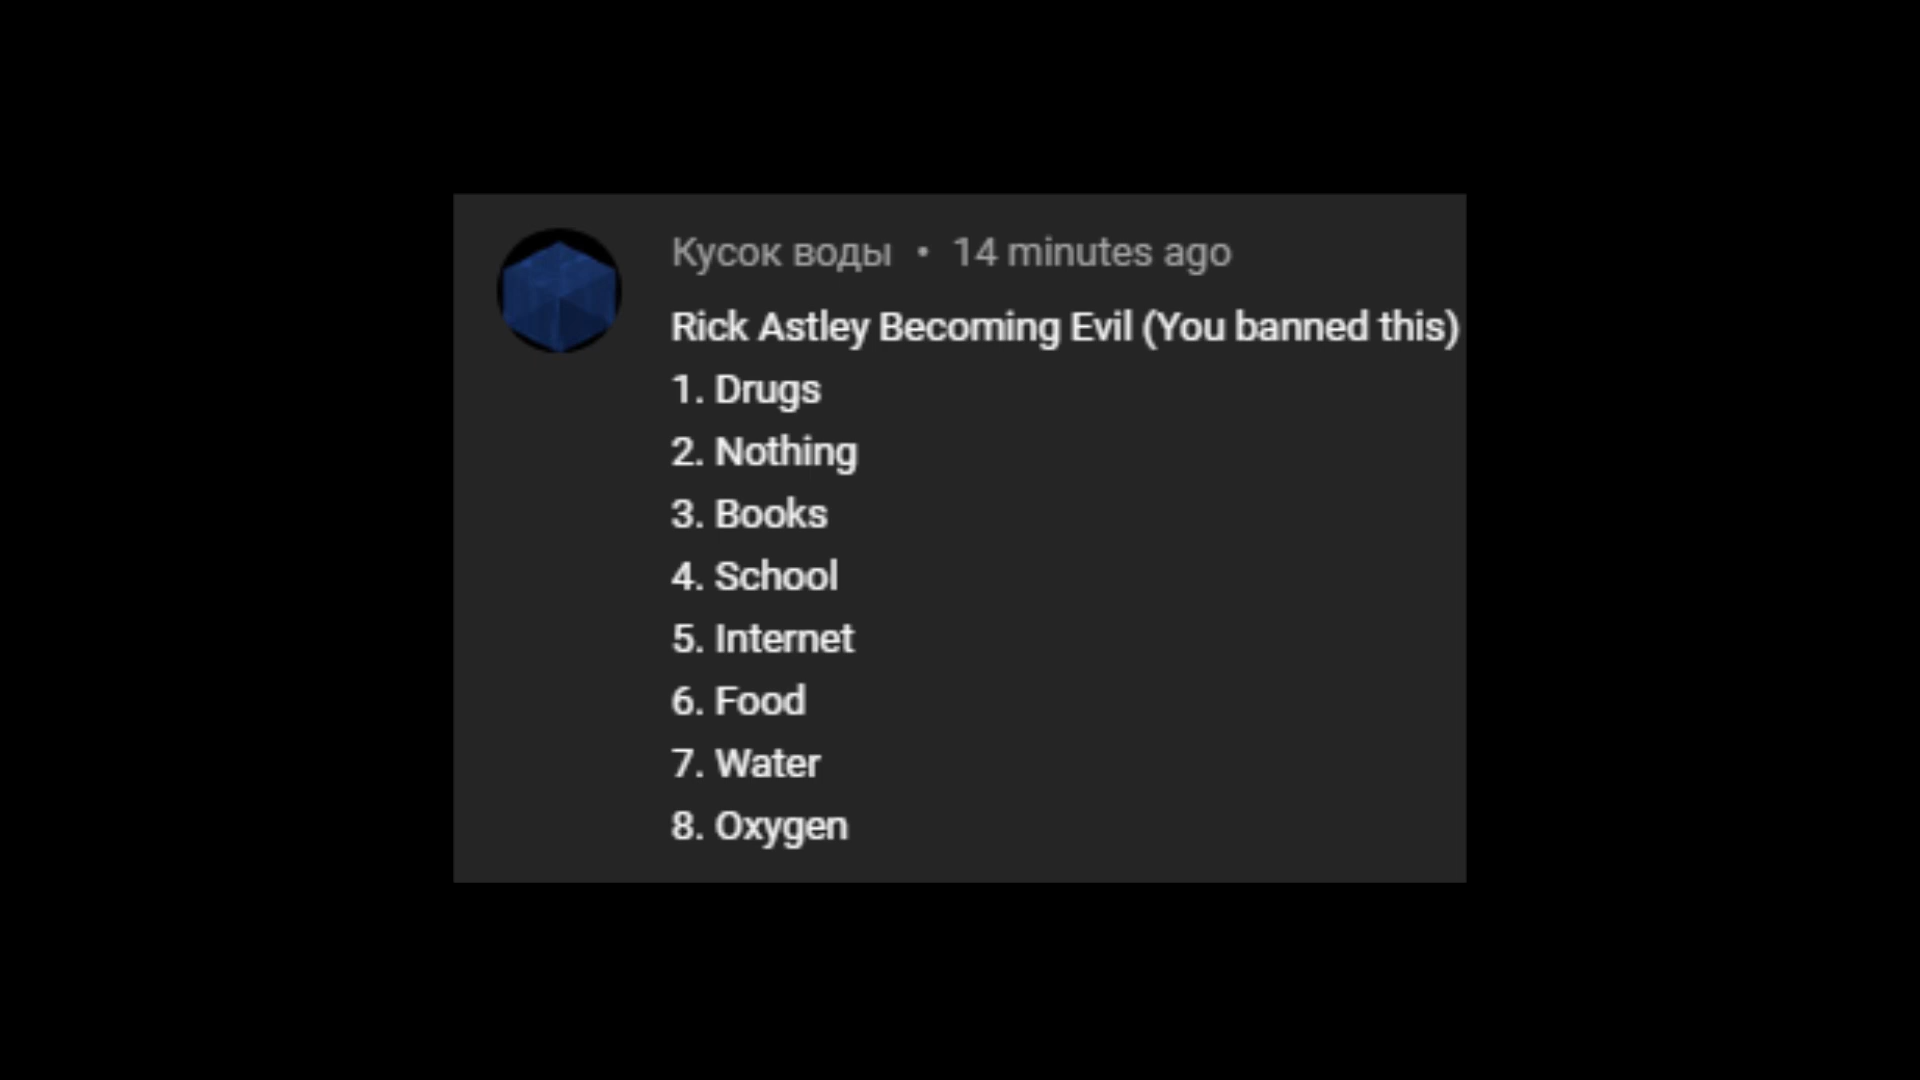 Кусок воды • 14 minutes ago
Rick Astley Becoming Evil (You banned this)
1. Drugs
2. Nothing
3. Books
4. School
5. Internet
6. Food
7. Water
8. Oxygen